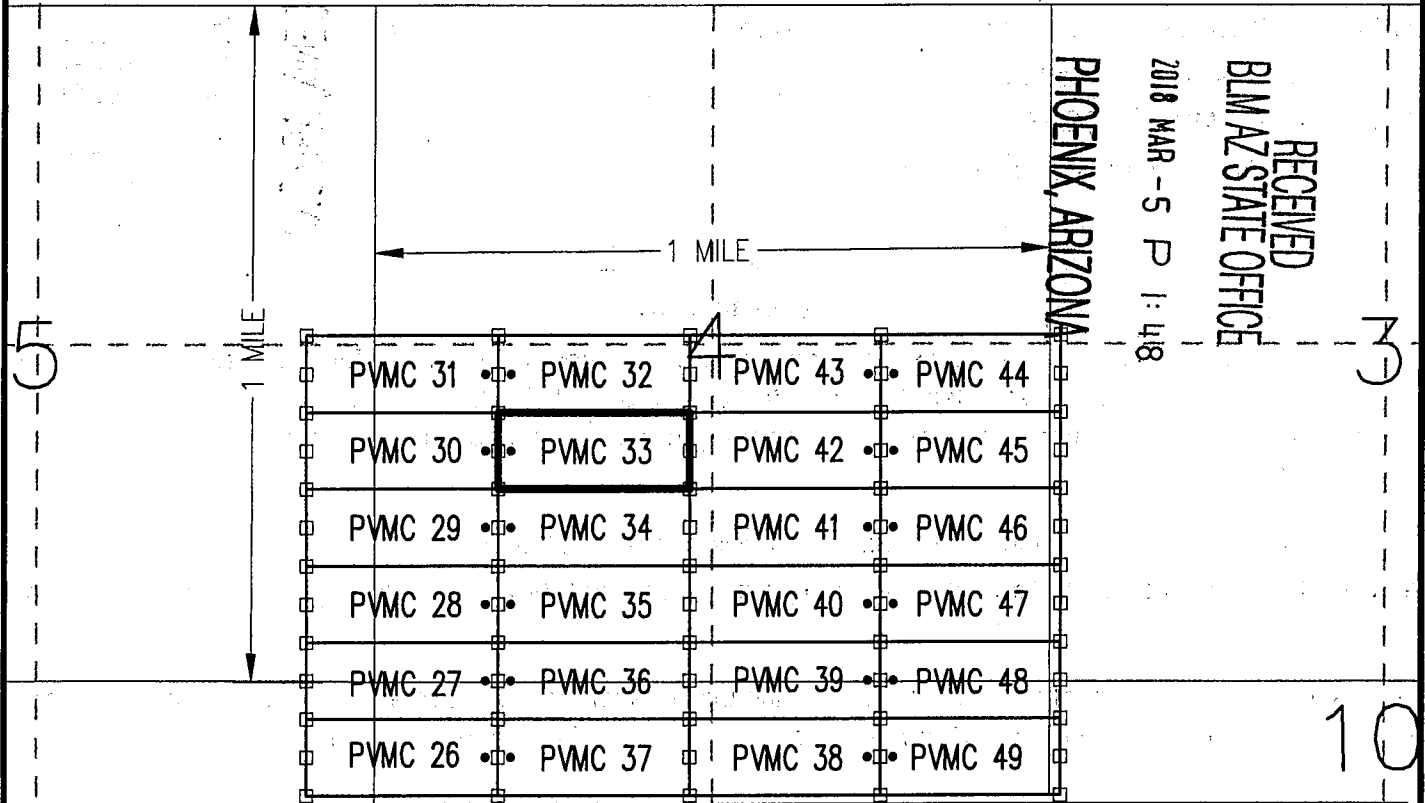 RECEIVED
BLM AZ STATE OFFICE
2018 MAR -5 P 1:48
PHOENIX, ARIZONA
1 MILE
1 MILE
5
4
3
PVMC 31
PVMC 32
PVMC 43
PVMC 44
PVMC 30
PVMC 33
PVMC 42
PVMC 45
PVMC 29
PVMC 34
PVMC 41
PVMC 46
PVMC 28
PVMC 35
PVMC 40
PVMC 47
PVMC 27
PVMC 36
PVMC 39
PVMC 48
PVMC 26
PVMC 37
PVMC 38
PVMC 49
10